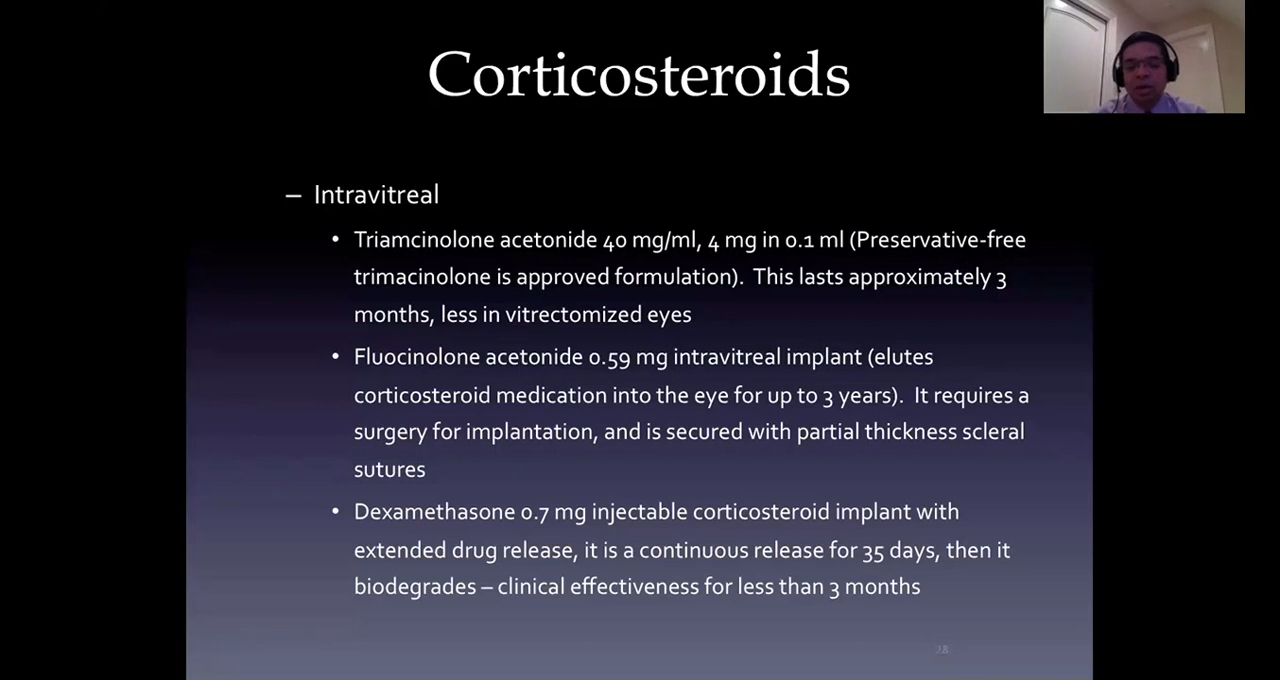 Corticosteroids
– Intravitreal
• Triamcinolone acetonide 40 mg/ml, 4 mg in 0.1 ml (Preservative-free
trimacinolone is approved formulation). This lasts approximately 3
months, less in vitrectomized eyes
• Fluocinolone acetonide 0.59 mg intravitreal implant (elutes
corticosteroid medication into the eye for up to 3 years). It requires a
surgery for implantation, and is secured with partial thickness scleral
sutures
• Dexamethasone 0.7 mg injectable corticosteroid implant with
extended drug release, it is a continuous release for 35 days, then it
biodegrades – clinical effectiveness for less than 3 months
28